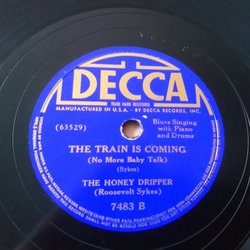 DECCA
TRADE MARK REGISTERED
MANUFACTURED IN U.S.A. - BY DECCA RECORDS, INC.
(63529)
Blues Singing
with Piano
and Drums
THE TRAIN IS COMING
(No More Baby Talk)
(Sykes)
THE HONEY DRIPPER
(Roosevelt Sykes)
7483 B